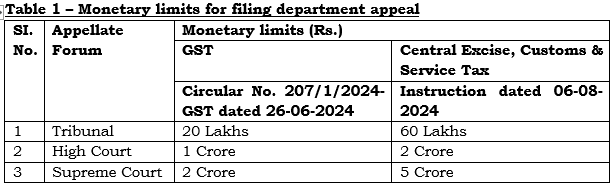 Table 1 – Monetary limits for filing department appeal
SI. No.
Appellate Forum
Monetary limits (Rs.)
GST
Central Excise, Customs &
Service Tax
Circular No. 207/1/2024-
GST dated 26-06-2024
Instruction dated 06-08-
2024
1 Tribunal 20 Lakhs 60 Lakhs
2 High Court 1 Crore 2 Crore
3 Supreme Court 2 Crore 5 Crore